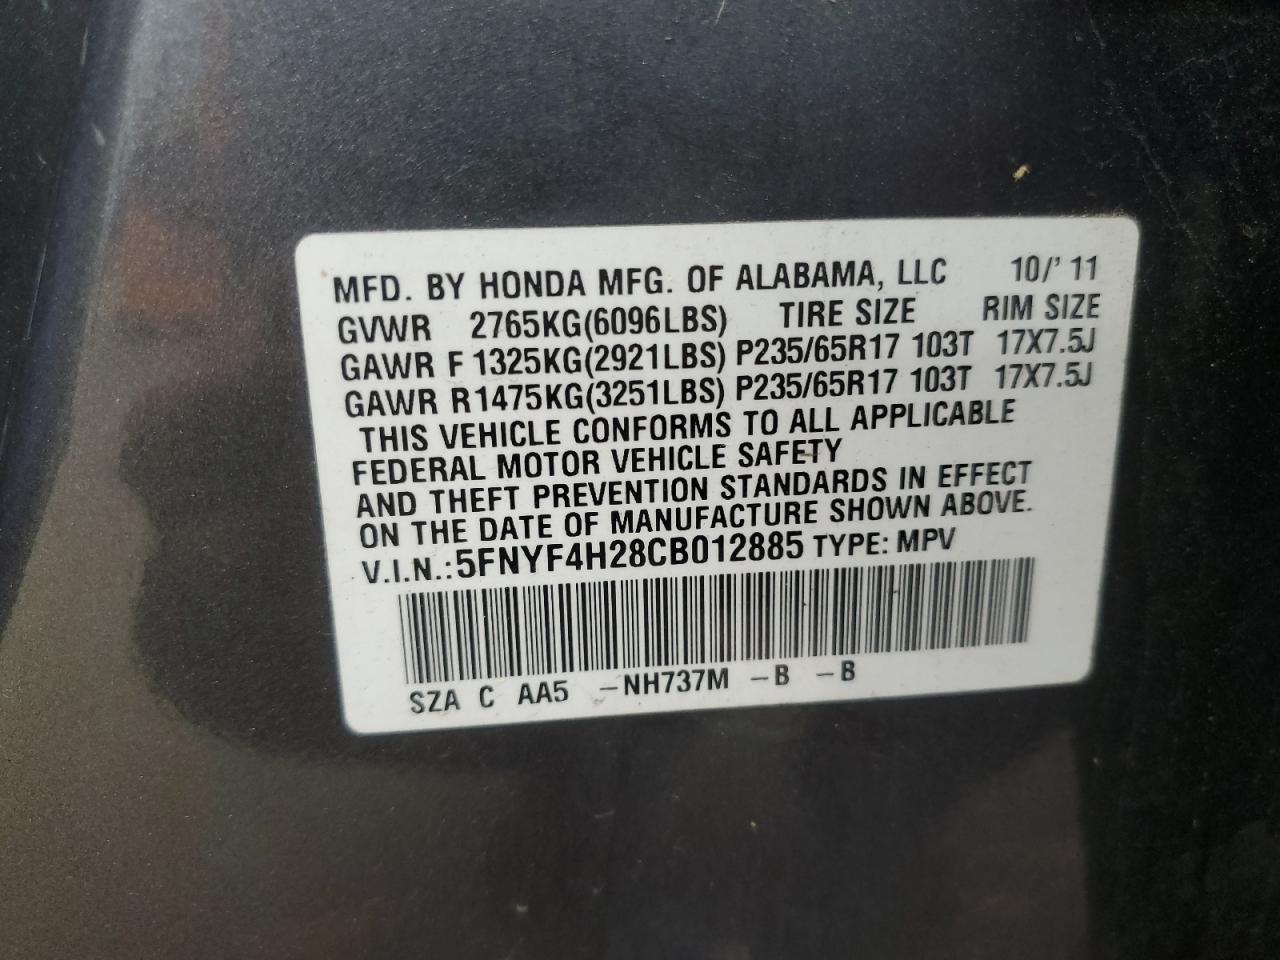 MFD. BY HONDA MFG. OF ALABAMA, LLC 10/' 11
GVWR 2765KG(6096LBS) TIRE SIZE RIM SIZE
GAWR F 1325KG(2921LBS) P235/65R17 103T 17X7.5J
GAWR R1475KG(3251LBS) P235/65R17 103T 17X7.5J
THIS VEHICLE CONFORMS TO ALL APPLICABLE
FEDERAL MOTOR VEHICLE SAFETY
AND THEFT PREVENTION STANDARDS IN EFFECT
ON THE DATE OF MANUFACTURE SHOWN ABOVE.
V.I.N.:5FNYF4H28CB012885 TYPE: MPV
SZA C AA5 -NH737M -B -B